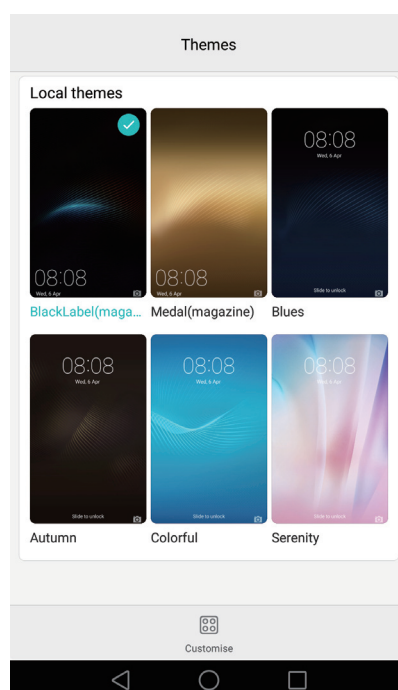 Themes
Local themes
08:08
Wed, 6 Apr
08:08
Wed, 6 Apr
08:08
Wed, 6 Apr
Slide to unlock
BlackLabel(maga...
Medal(magazine)
Blues
08:08
Wed, 6 Apr
Slide to unlock
08:08
Wed, 6 Apr
Slide to unlock
08:08
Wed, 6 Apr
Slide to unlock
Autumn
Colorful
Serenity
Customise